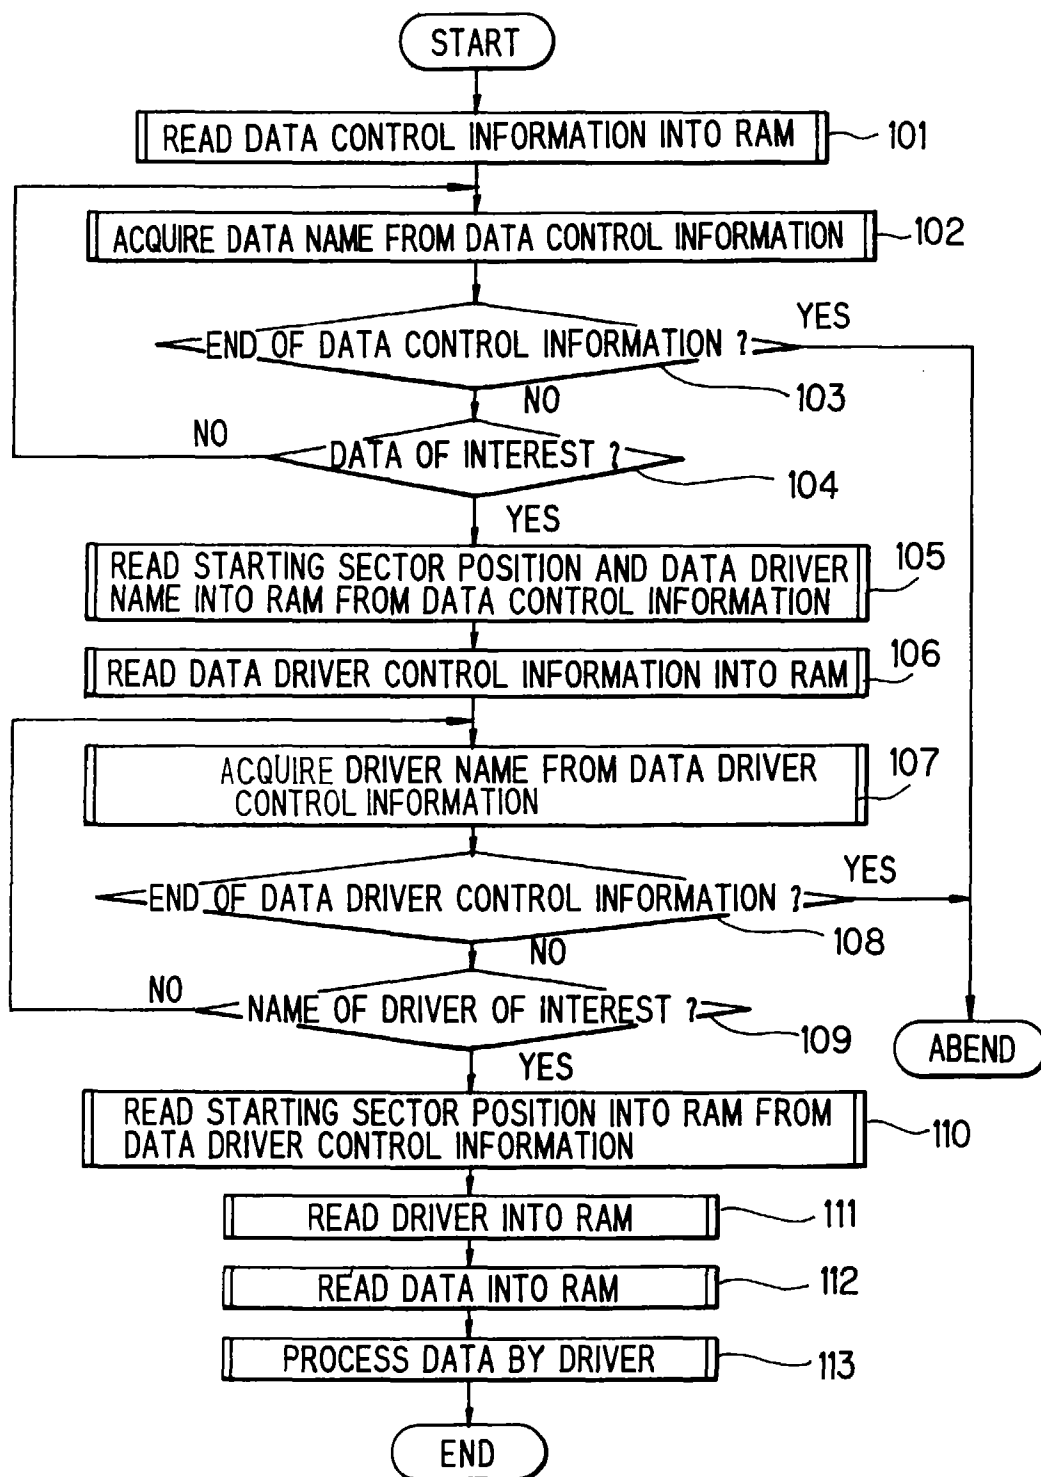 START
READ DATA CONTROL INFORMATION INTO RAM
101
ACQUIRE DATA NAME FROM DATA CONTROL INFORMATION
102
YES
END OF DATA CONTROL INFORMATION ?
103
NO
NO
DATA OF INTEREST ?
104
YES
READ STARTING SECTOR POSITION AND DATA DRIVER
NAME INTO RAM FROM DATA CONTROL INFORMATION
105
READ DATA DRIVER CONTROL INFORMATION INTO RAM
106
ACQUIRE DRIVER NAME FROM DATA DRIVER
CONTROL INFORMATION
107
YES
END OF DATA DRIVER CONTROL INFORMATION ?
108
NO
NO
NAME OF DRIVER OF INTEREST ?
109
ABEND
YES
READ STARTING SECTOR POSITION INTO RAM FROM
DATA DRIVER CONTROL INFORMATION
110
READ DRIVER INTO RAM
111
READ DATA INTO RAM
112
PROCESS DATA BY DRIVER
113
END